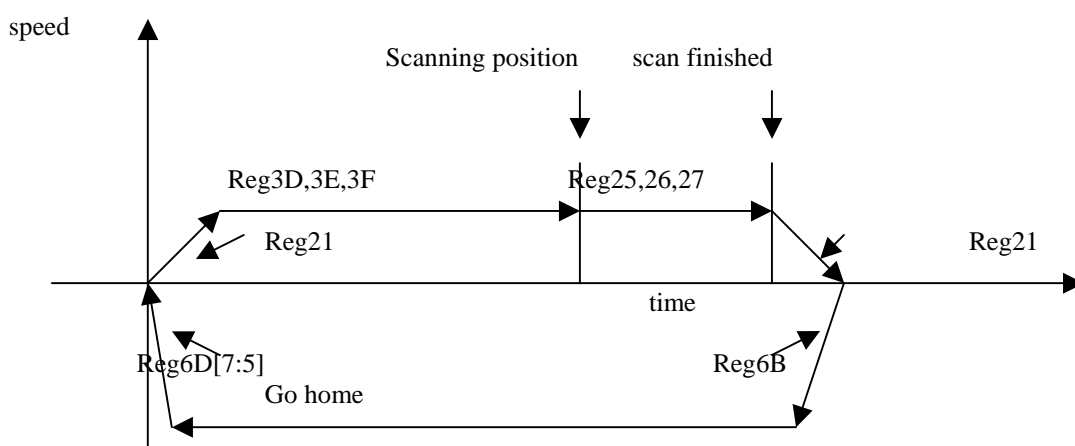 speed
Scanning position
scan finished
Reg3D,3E,3F
Reg25,26,27
Reg21
Reg21
time
Reg6D[7:5]
Reg6B
Go home